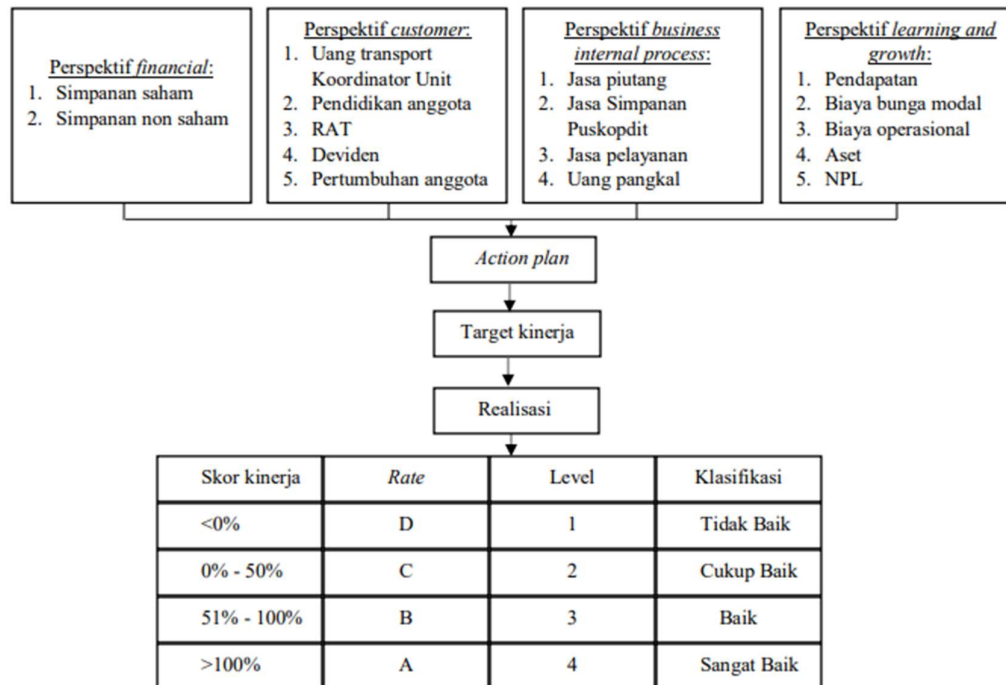 Perspektif financial:
1. Simpanan saham
2. Simpanan non saham
Perspektif customer:
1. Uang transport
Koordinator Unit
2. Pendidikan anggota
3. RAT
4. Deviden
5. Pertumbuhan anggota
Perspektif business
internal process:
1. Jasa piutang
2. Jasa Simpanan
Puskopdit
3. Jasa pelayanan
4. Uang pangkal
Perspektif learning and
growth:
1. Pendapatan
2. Biaya bunga modal
3. Biaya operasional
4. Aset
5. NPL
Action plan
Target kinerja
Realisasi
Skor kinerja Rate Level Klasifikasi
<0% D 1 Tidak Baik
0% - 50% C 2 Cukup Baik
51% - 100% B 3 Baik
>100% A 4 Sangat Baik